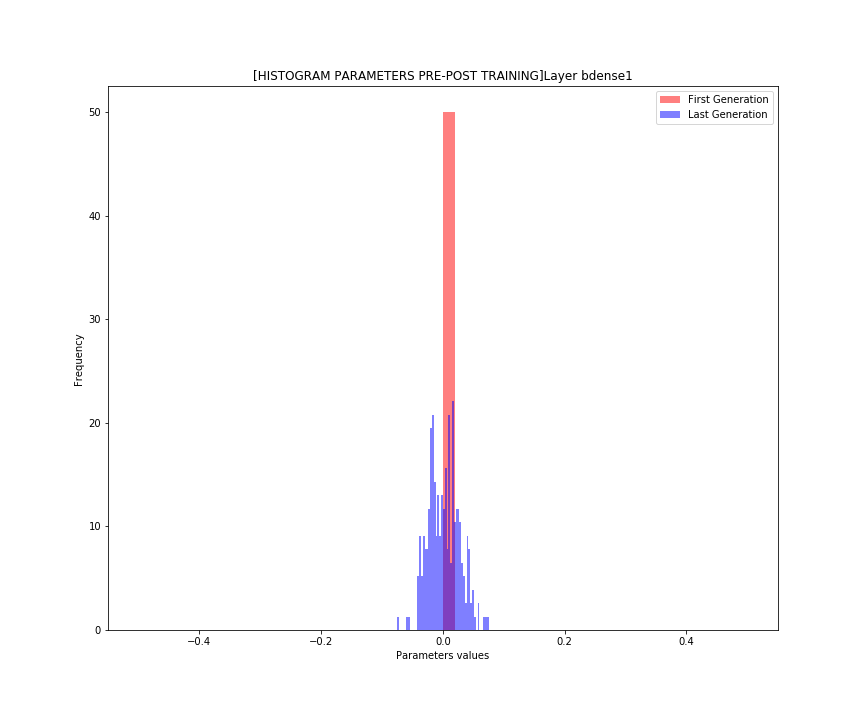 [HISTOGRAM PARAMETERS PRE-POST TRAINING]Layer bdense1
First Generation
Last Generation
50
40
30
20
10
0
Frequency
−0.4
−0.2
0.0
0.2
0.4
Parameters values